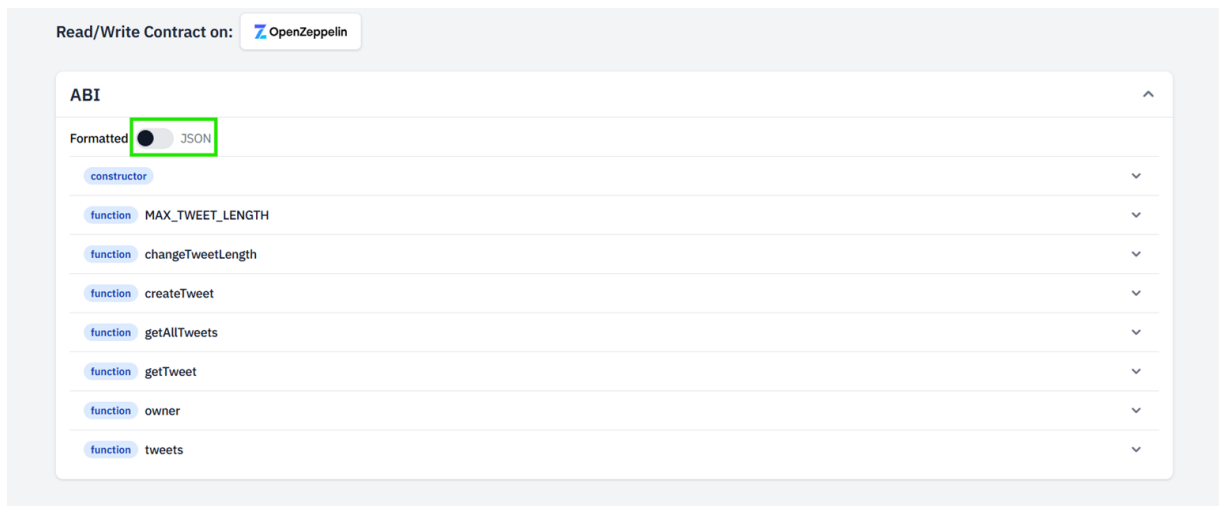 Read/Write Contract on: OpenZeppelin
ABI
Formatted JSON
constructor
function MAX_TWEET_LENGTH
function changeTweetLength
function createTweet
function getAllTweets
function getTweet
function owner
function tweets